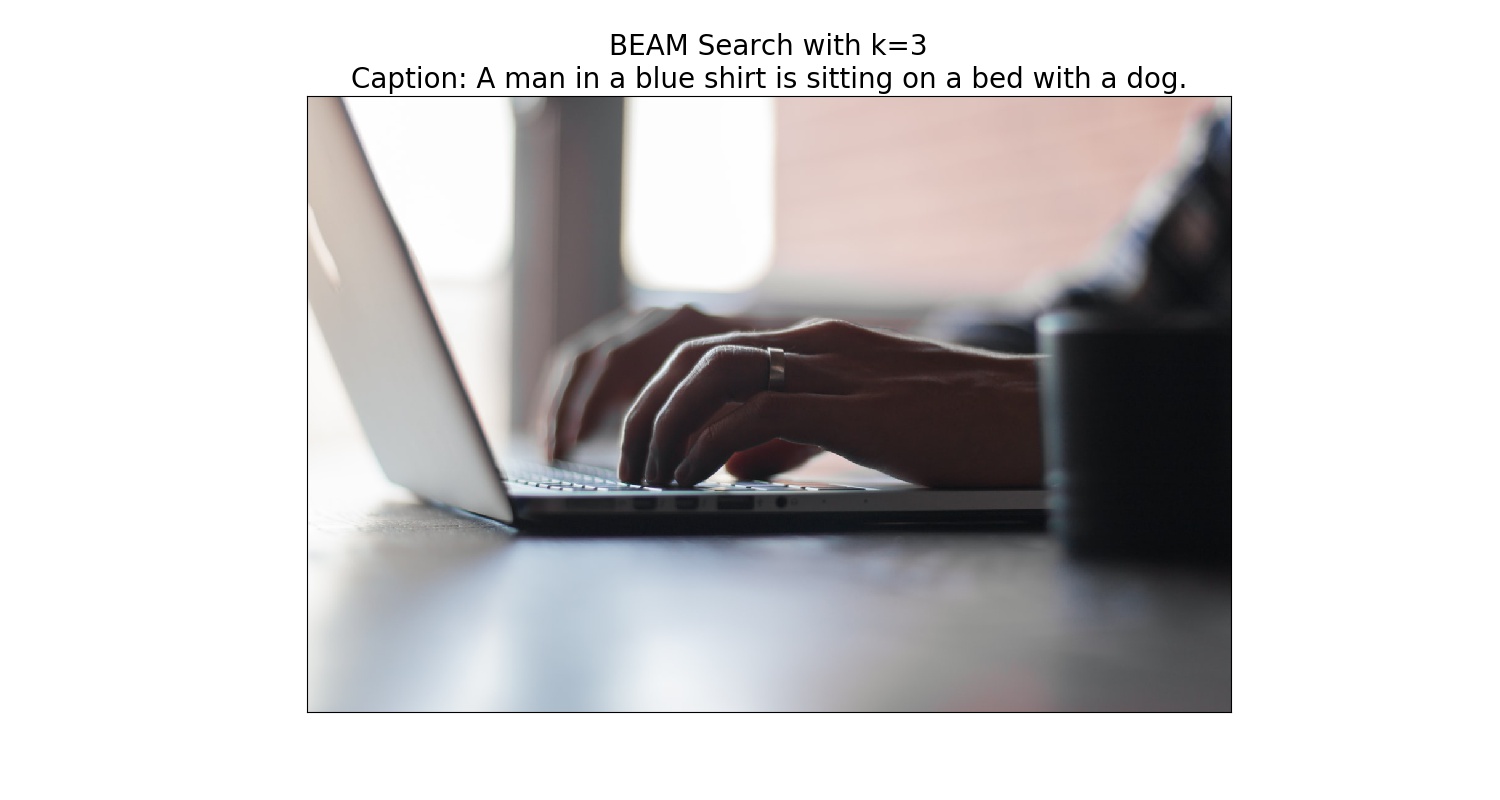 BEAM Search with k=3
Caption: A man in a blue shirt is sitting on a bed with a dog.